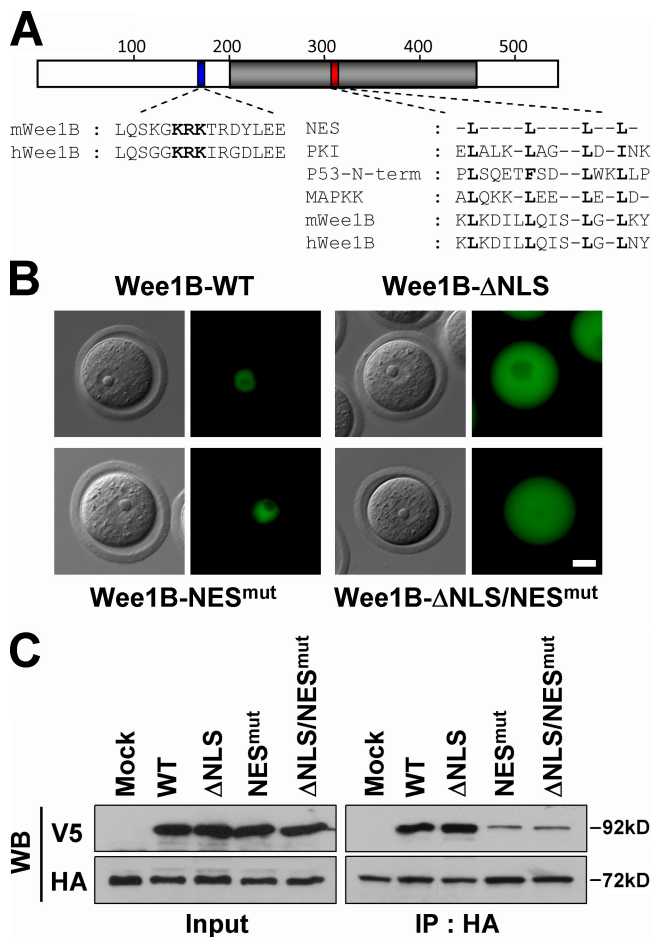 A
100 200 300 400 500
mWee1B : LQSKGKRKTRDYLEE
hWee1B : LQSGGKRKIRGDLEE
NES : -L----L---L--L-
PKI : ELALK-LAG--LD-INK
P53-N-term : PLSQETFSD--LWKLLP
MAPKK : ALQKK-LEE--LE-LD-
mWee1B : KLKDILLQIS-LG-LKY
hWee1B : KLKDILLQIS-LG-LNY
B
Wee1B-WT
Wee1B-ΔNLS
Wee1B-NESmut
Wee1B-ΔNLS/NESmut
C
Mock
WT
ΔNLS
NESmut
ΔNLS/NESmut
Mock
WT
ΔNLS
NESmut
ΔNLS/NESmut
WB
V5
–92kD
HA
–72kD
Input
IP : HA